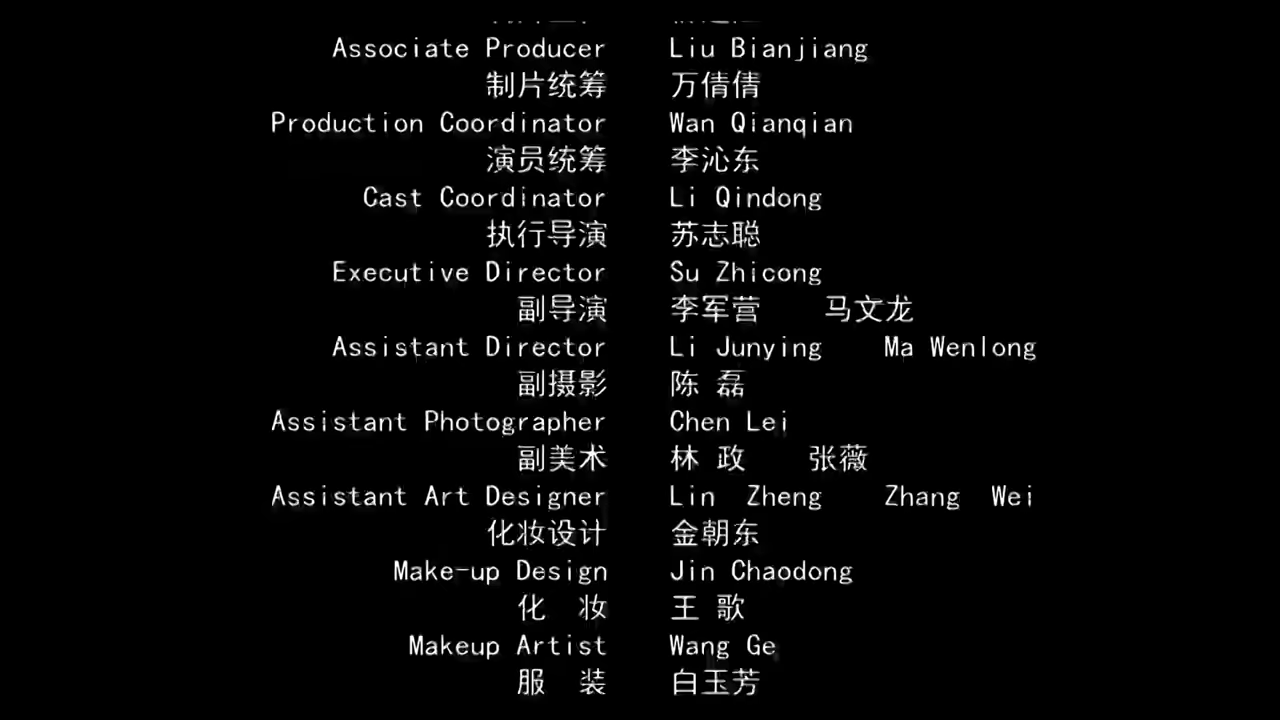 Associate Producer Liu Bianjiang
制片统筹 万倩倩
Production Coordinator Wan Qianqian
演员统筹 李沁东
Cast Coordinator Li Qindong
执行导演 苏志聪
Executive Director Su Zhicong
副导演 李军营 马文龙
Assistant Director Li Junying Ma Wenlong
副摄影 陈 磊
Assistant Photographer Chen Lei
副美术 林 政 张薇
Assistant Art Designer Lin Zheng Zhang Wei
化妆设计 金朝东
Make-up Design Jin Chaodong
化 妆 王 歌
Makeup Artist Wang Ge
服 装 白玉芳